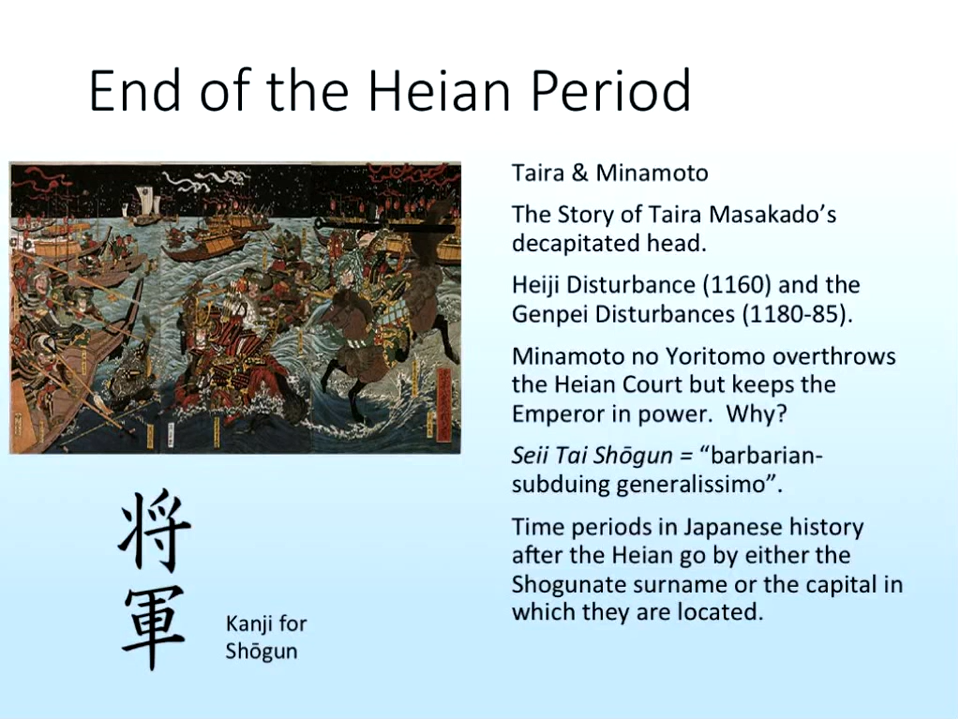 End of the Heian Period
Taira & Minamoto
The Story of Taira Masakado’s
decapitated head.
Heiji Disturbance (1160) and the
Genpei Disturbances (1180-85).
Minamoto no Yoritomo overthrows
the Heian Court but keeps the
Emperor in power.  Why?
Seii Tai Shōgun = “barbarian-
subduing generalissimo”.
Time periods in Japanese history
after the Heian go by either the
Shogunate surname or the capital in
which they are located.
将
軍
Kanji for
Shōgun